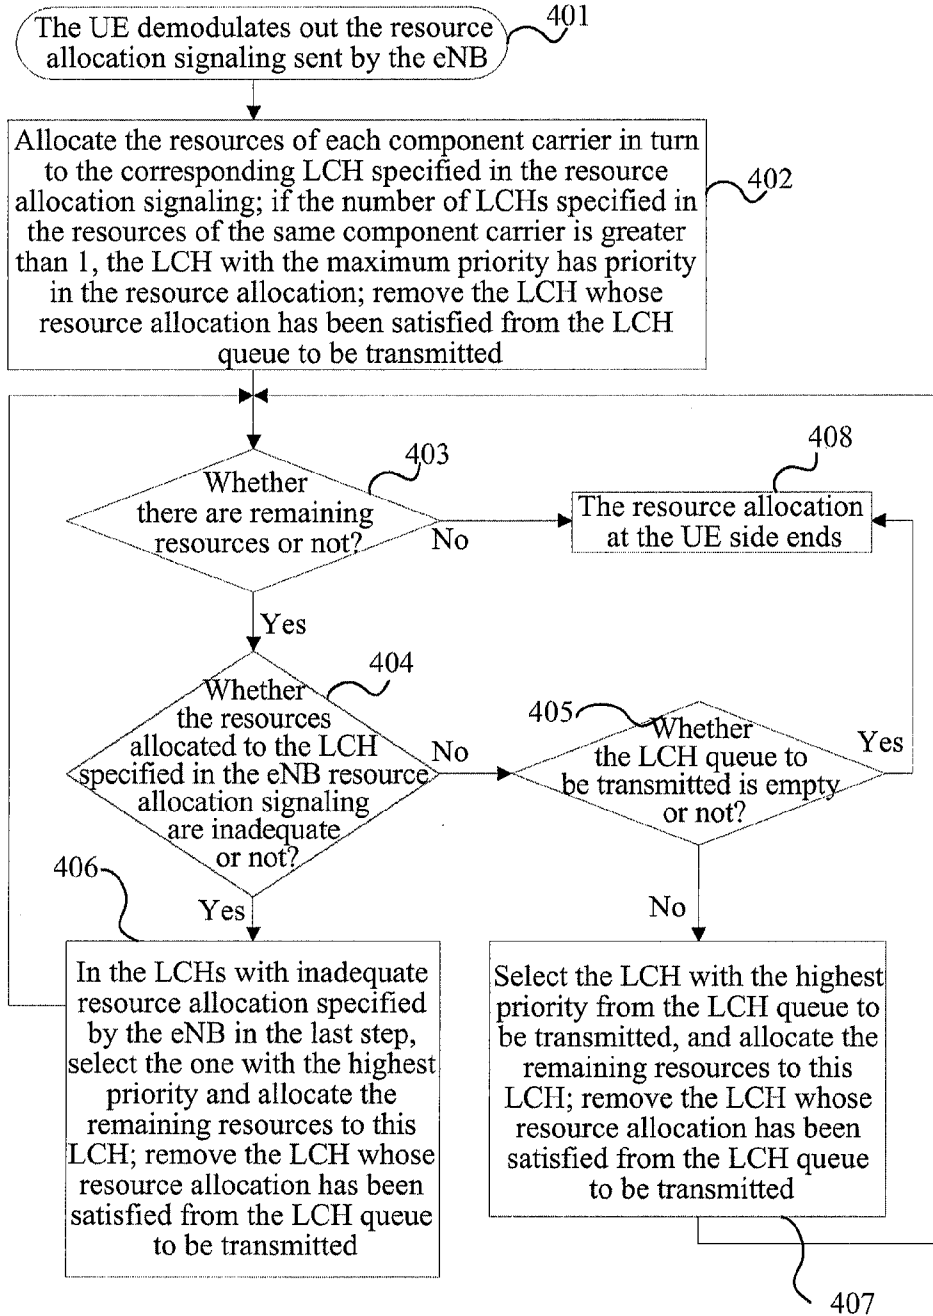 The UE demodulates out the resource
allocation signaling sent by the eNB
401
Allocate the resources of each component carrier in turn
to the corresponding LCH specified in the resource
allocation signaling; if the number of LCHs specified in
the resources of the same component carrier is greater
than 1, the LCH with the maximum priority has priority
in the resource allocation; remove the LCH whose
resource allocation has been satisfied from the LCH
queue to be transmitted
402
Whether
there are remaining
resources or not?
403
No
The resource allocation
at the UE side ends
408
Yes
Whether
the resources
allocated to the LCH
specified in the eNB resource
allocation signaling
are inadequate
or not?
404
No
405
Whether
the LCH queue to
be transmitted is empty
or not?
Yes
406
Yes
No
In the LCHs with inadequate
resource allocation specified
by the eNB in the last step,
select the one with the highest
priority and allocate the
remaining resources to this
LCH; remove the LCH whose
resource allocation has been
satisfied from the LCH queue
to be transmitted
Select the LCH with the highest
priority from the LCH queue to
be transmitted, and allocate the
remaining resources to this
LCH; remove the LCH whose
resource allocation has been
satisfied from the LCH queue
to be transmitted
407